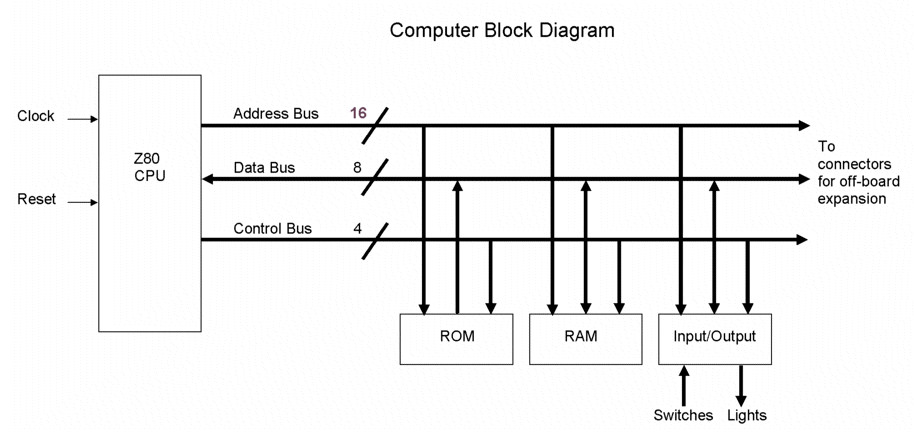 Computer Block Diagram
Clock
Reset
Z80
CPU
Address Bus 16
Data Bus 8
Control Bus 4
To
connectors
for off-board
expansion
ROM
RAM
Input/Output
Switches
Lights